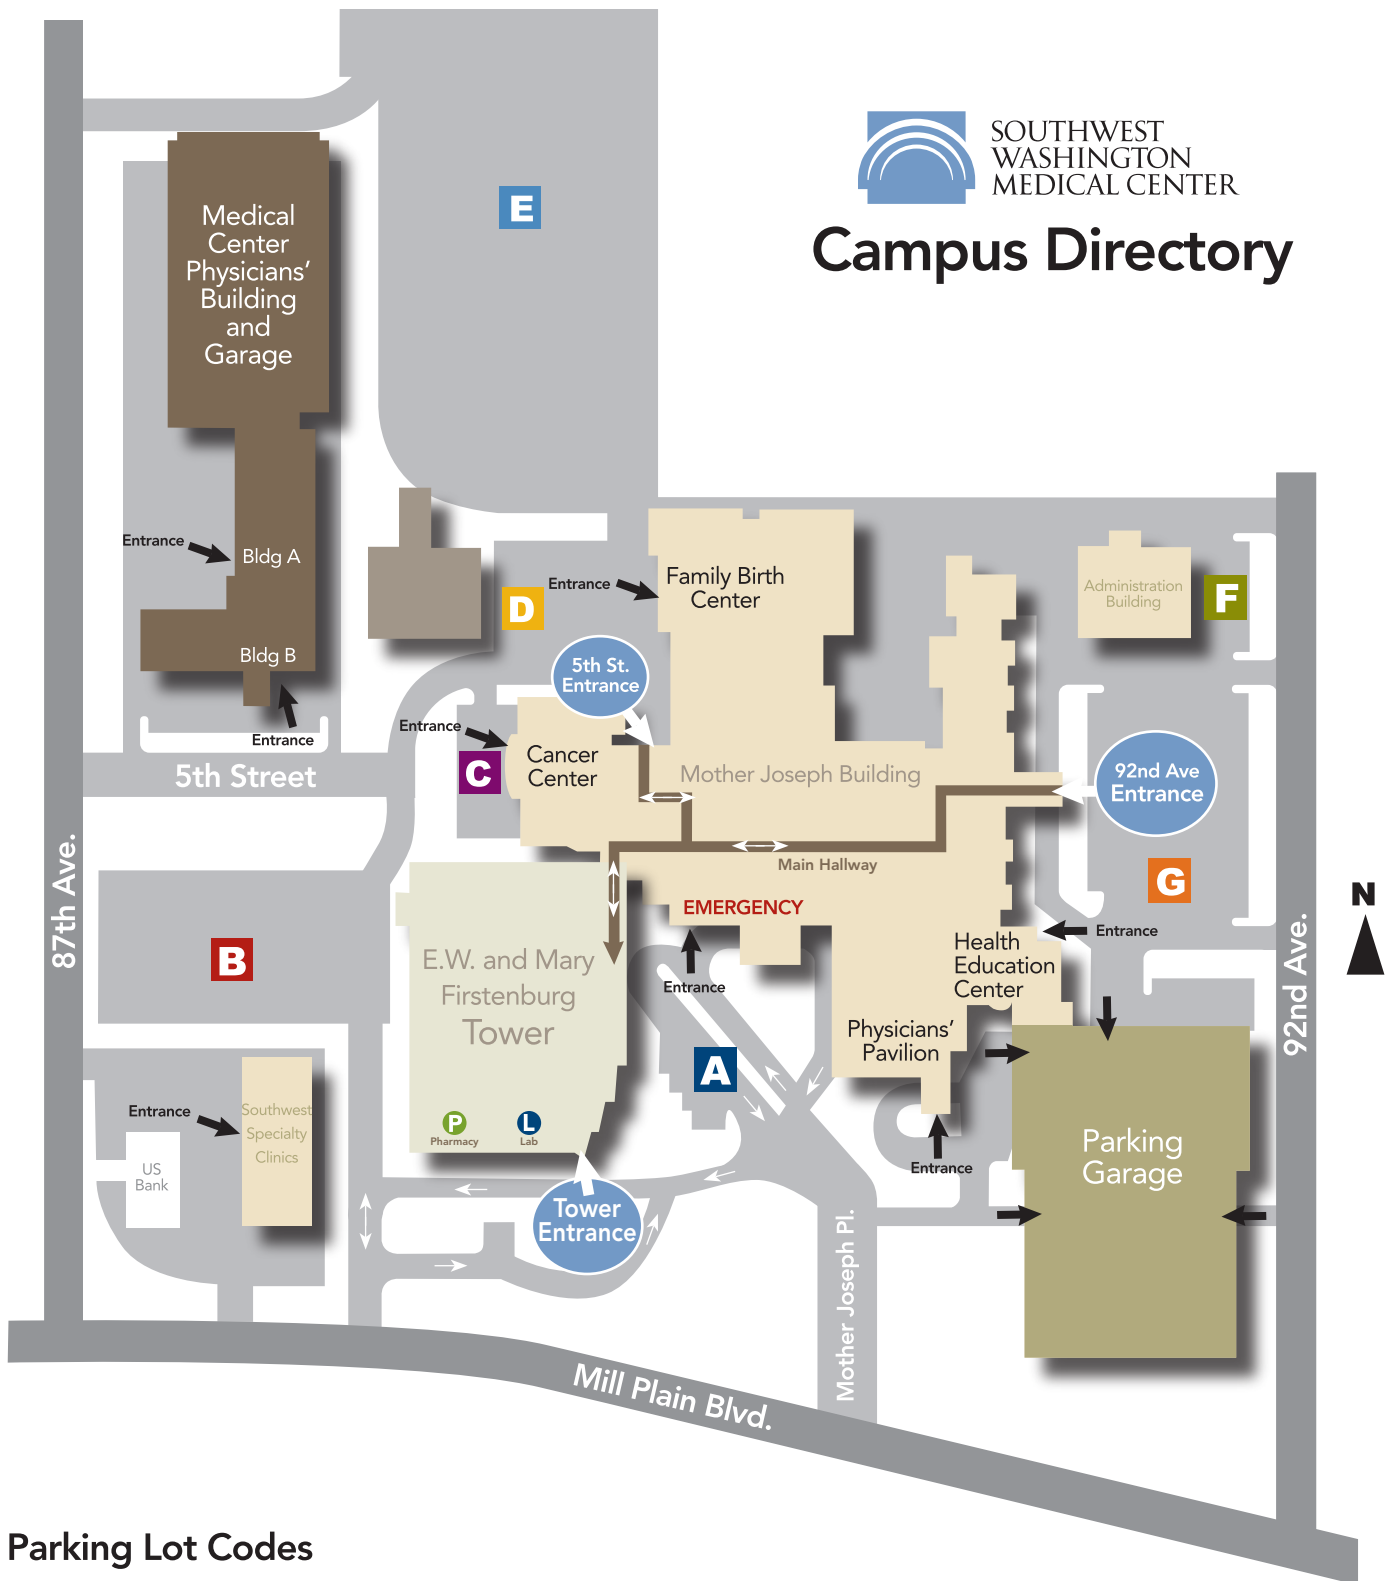 SOUTHWEST
WASHINGTON
MEDICAL CENTER
Campus Directory
E
Medical
Center
Physicians'
Building
and
Garage
Entrance
Bldg A
Bldg B
Entrance
D
Entrance
Family Birth
Center
Administration
Building
F
5th St.
Entrance
Entrance
Cancer
Center
C
5th Street
Mother Joseph Building
92nd Ave
Entrance
Main Hallway
G
87th Ave.
B
EMERGENCY
Entrance
E.W. and Mary
Firstenburg
Tower
Health
Education
Center
Entrance
N
92nd Ave.
Physicians'
Pavilion
A
Entrance
Southwest
Specialty
Clinics
US
Bank
P
Pharmacy
L
Lab
Entrance
Parking
Garage
Tower
Entrance
Mother Joseph Pl.
Mill Plain Blvd.
Parking Lot Codes